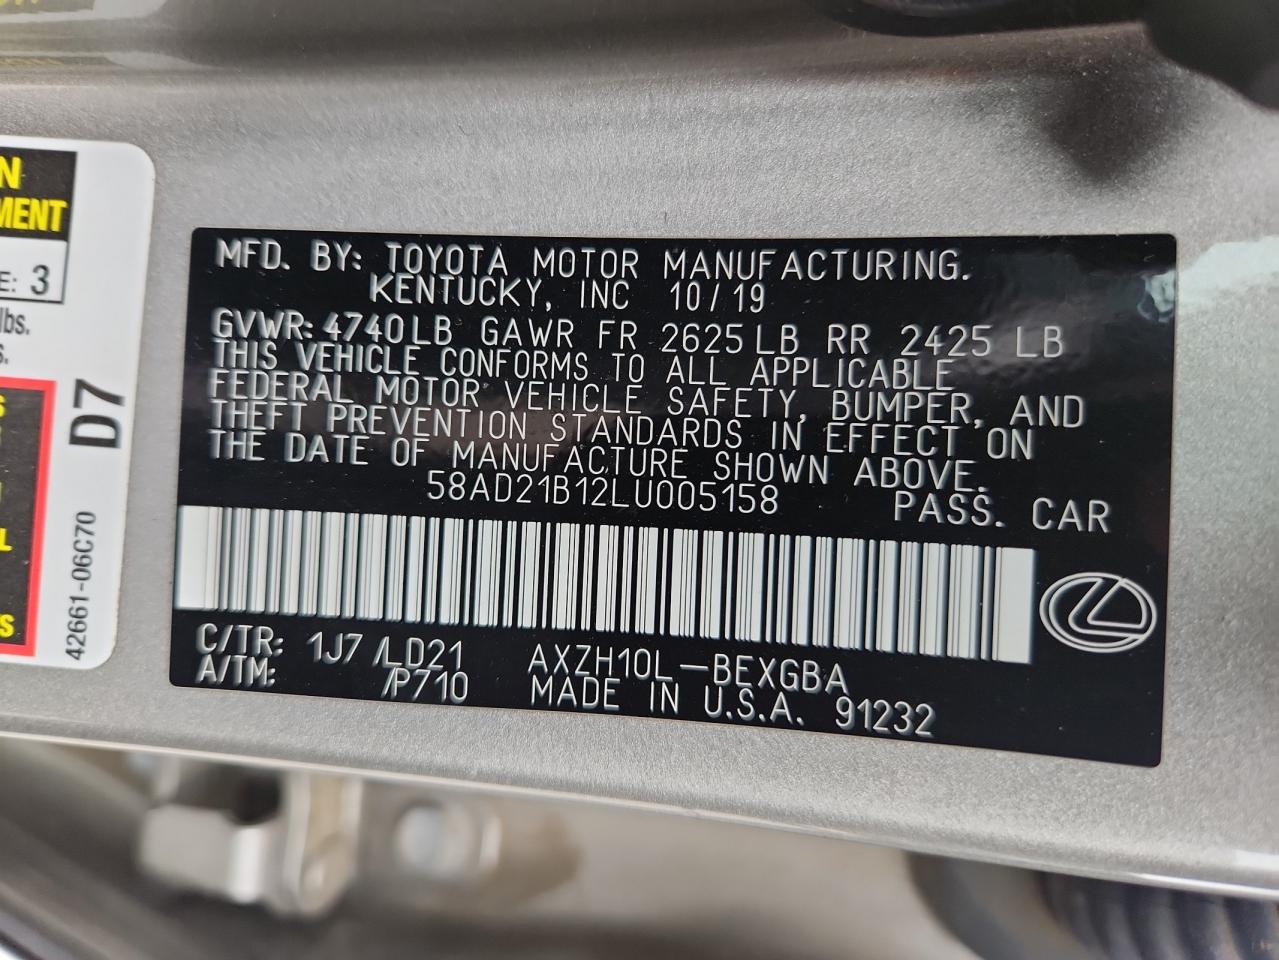 N
MENT
E: 3
lbs.
s.
S
L
S
D7
42661-06C70
MFD. BY: TOYOTA MOTOR MANUFACTURING.
KENTUCKY, INC 10/19
GVWR: 4740LB GAWR FR 2625LB RR 2425 LB
THIS VEHICLE CONFORMS TO ALL APPLICABLE
FEDERAL MOTOR VEHICLE SAFETY, BUMPER, AND
THEFT PREVENTION STANDARDS IN EFFECT ON
THE DATE OF MANUFACTURE SHOWN ABOVE.
58AD21B12LU005158 PASS. CAR
C/TR: 1J7 /LD21 AXZH10L-BEXGBA
A/TM: /P710 MADE IN U.S.A. 91232